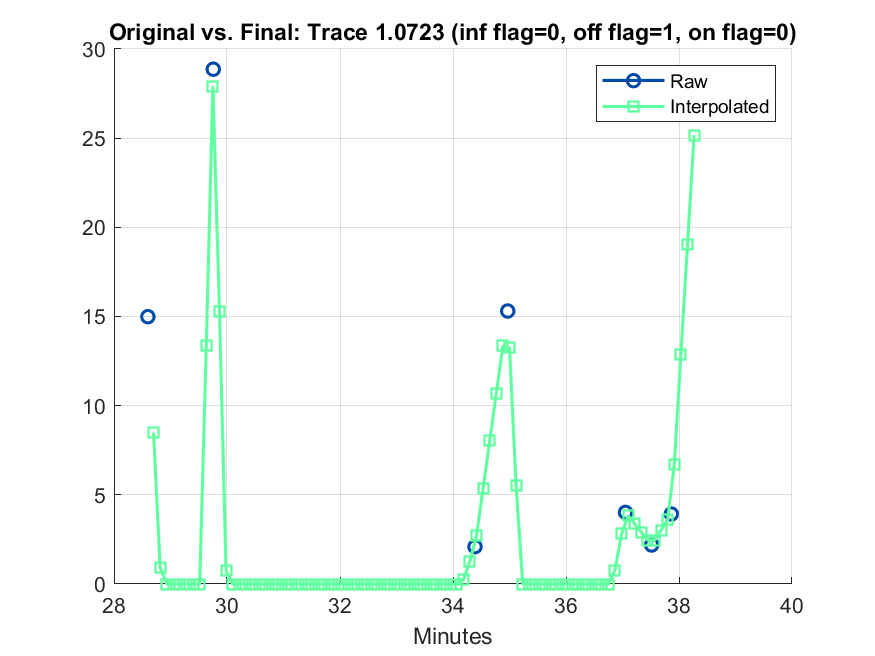 Original vs. Final: Trace 1.0723 (inf flag=0, off flag=1, on flag=0)
30
25
20
15
10
5
0
Raw
Interpolated
28 30 32 34 36 38 40
Minutes